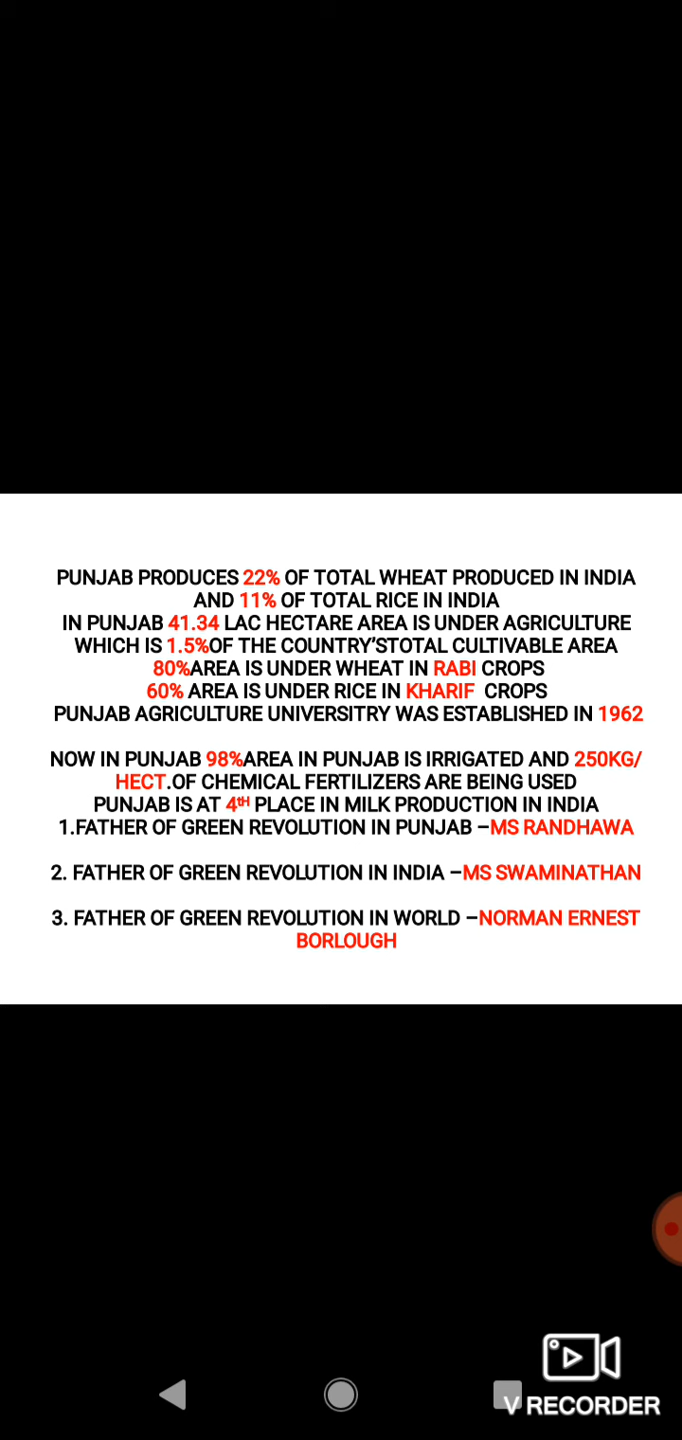 PUNJAB PRODUCES 22% OF TOTAL WHEAT PRODUCED IN INDIA
AND 11% OF TOTAL RICE IN INDIA
IN PUNJAB 41.34 LAC HECTARE AREA IS UNDER AGRICULTURE
WHICH IS 1.5%OF THE COUNTRY'STOTAL CULTIVABLE AREA
80%AREA IS UNDER WHEAT IN RABI CROPS
60% AREA IS UNDER RICE IN KHARIF CROPS
PUNJAB AGRICULTURE UNIVERSITRY WAS ESTABLISHED IN 1962
NOW IN PUNJAB 98%AREA IN PUNJAB IS IRRIGATED AND 250KG/
HECT.OF CHEMICAL FERTILIZERS ARE BEING USED
PUNJAB IS AT 4TH PLACE IN MILK PRODUCTION IN INDIA
1.FATHER OF GREEN REVOLUTION IN PUNJAB –MS RANDHAWA
2. FATHER OF GREEN REVOLUTION IN INDIA –MS SWAMINATHAN
3. FATHER OF GREEN REVOLUTION IN WORLD –NORMAN ERNEST
BORLOUGH
V RECORDER